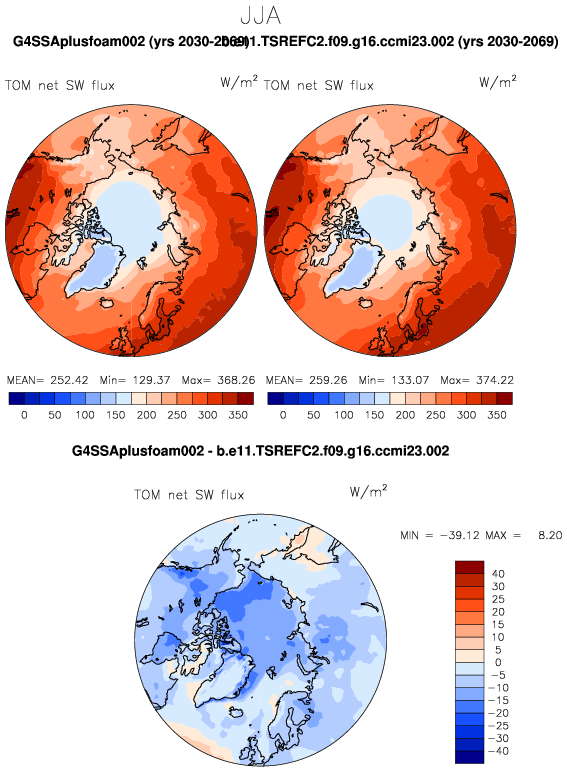 JJA
G4SSAplusfoam002 (yrs 2030-2069)
b.e11.TSREFC2.f09.g16.ccmi23.002 (yrs 2030-2069)
TOM net SW flux W/m²
TOM net SW flux W/m²
MEAN= 252.42 Min= 129.37 Max= 368.26
MEAN= 259.26 Min= 133.07 Max= 374.22
0 50 100 150 200 250 300 350
0 50 100 150 200 250 300 350
G4SSAplusfoam002 - b.e11.TSREFC2.f09.g16.ccmi23.002
TOM net SW flux W/m²
MIN = -39.12 MAX = 8.20
40
30
25
20
15
10
5
0
-5
-10
-15
-20
-25
-30
-40